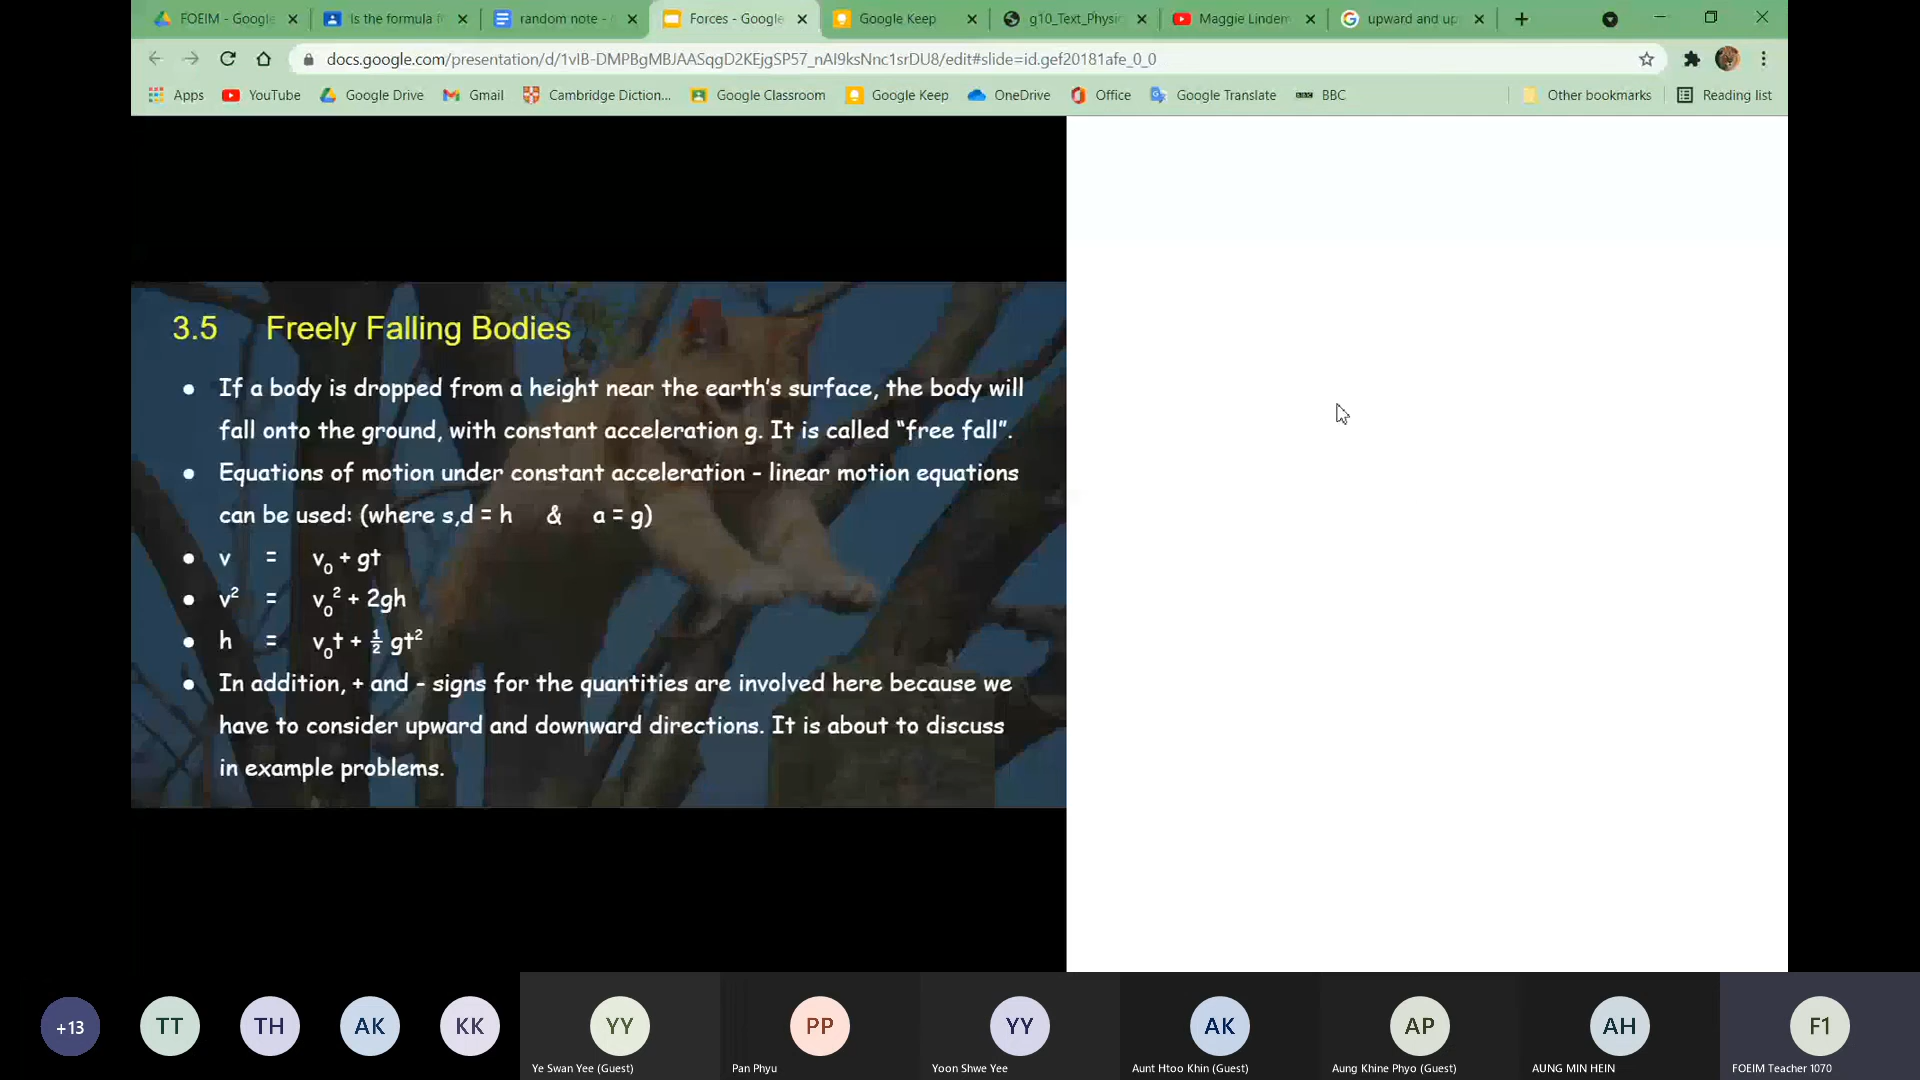 FOEIM - Google
Is the formula f
random note -
Forces - Google
Google Keep
g10_Text_Physi
Maggie Lindem
upward and up
docs.google.com/presentation/d/1vIB-DMPBgMBJAASqgD2KEjgSP57_nAI9ksNnc1srDU8/edit#slide=id.gef20181afe_0_0
Apps
YouTube
Google Drive
Gmail
Cambridge Diction...
Google Classroom
Google Keep
OneDrive
Office
Google Translate
BBC
Other bookmarks
Reading list
3.5 Freely Falling Bodies
● If a body is dropped from a height near the earth's surface, the body will
fall onto the ground, with constant acceleration g. It is called “free fall”.
● Equations of motion under constant acceleration - linear motion equations
can be used: (where s,d = h & a = g)
● v = v₀ + gt
● v² = v₀² + 2gh
● h = v₀t + ½ gt²
● In addition, + and - signs for the quantities are involved here because we
have to consider upward and downward directions. It is about to discuss
in example problems.
+13
TT
TH
AK
KK
YY
PP
YY
AK
AP
AH
F1
Ye Swan Yee (Guest)
Pan Phyu
Yoon Shwe Yee
Aunt Htoo Khin (Guest)
Aung Khine Phyo (Guest)
AUNG MIN HEIN
FOEIM Teacher 1070